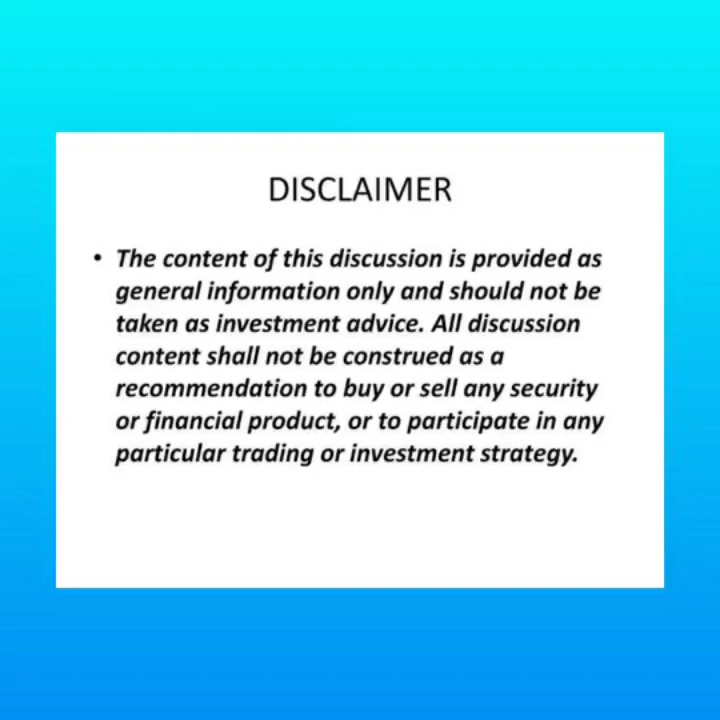 DISCLAIMER
• The content of this discussion is provided as
general information only and should not be
taken as investment advice. All discussion
content shall not be construed as a
recommendation to buy or sell any security
or financial product, or to participate in any
particular trading or investment strategy.